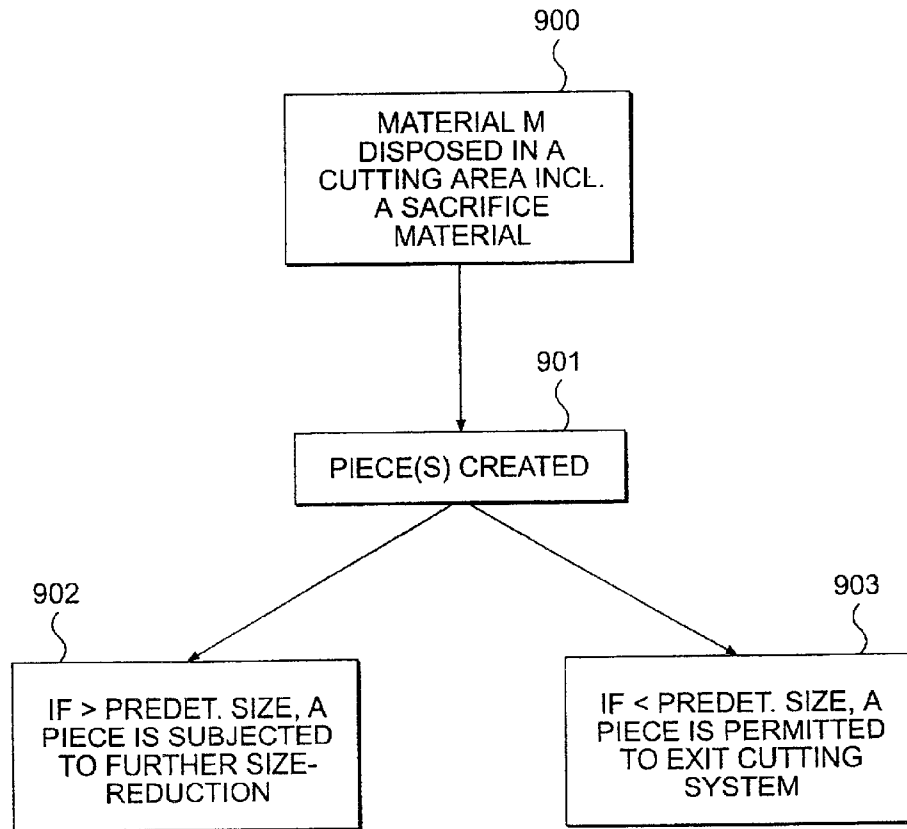 900
MATERIAL M
DISPOSED IN A
CUTTING AREA INCL.
A SACRIFICE
MATERIAL
901
PIECE(S) CREATED
902
IF > PREDET. SIZE, A
PIECE IS SUBJECTED
TO FURTHER SIZE-
REDUCTION
903
IF < PREDET. SIZE, A
PIECE IS PERMITTED
TO EXIT CUTTING
SYSTEM